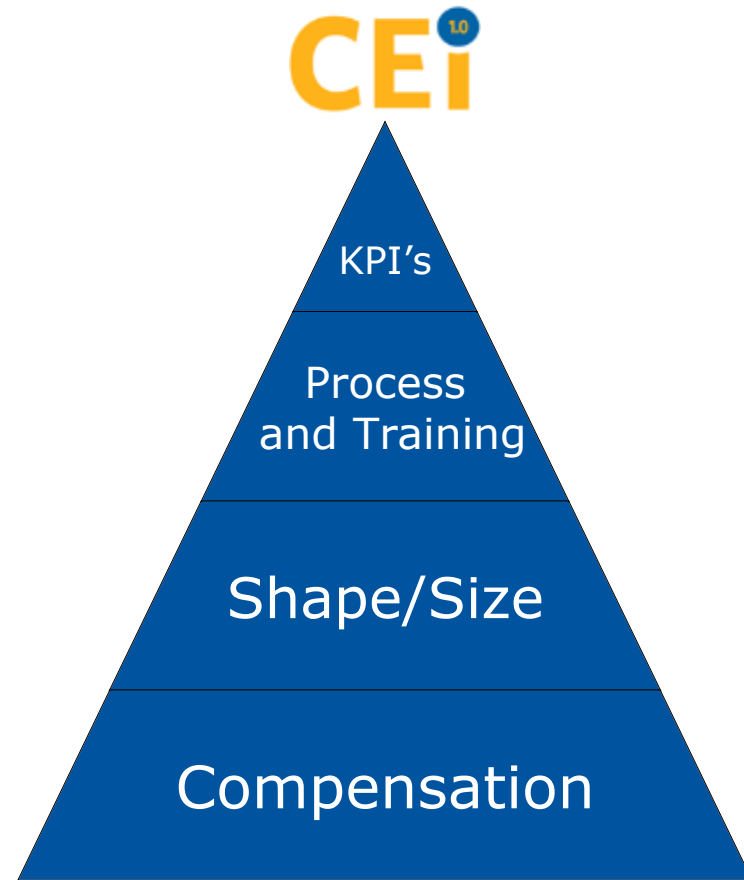 CEi
1.0
KPI’s
Process
and Training
Shape/Size
Compensation